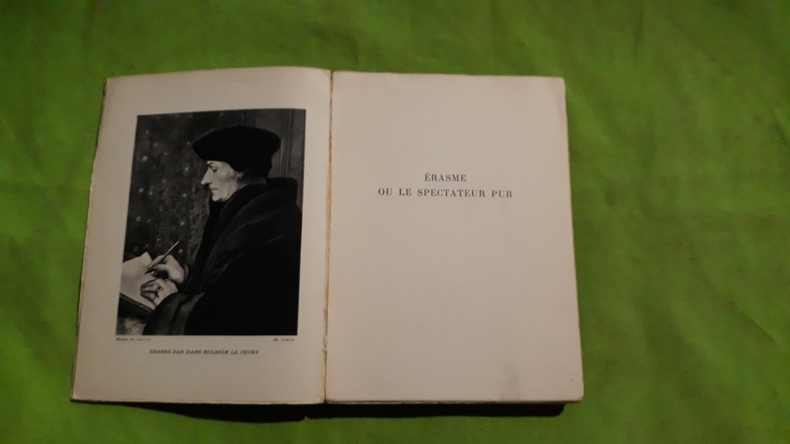 ERASME PAR HANS HOLBEIN LE JEUNE
ÉRASME
OU LE SPECTATEUR PUR